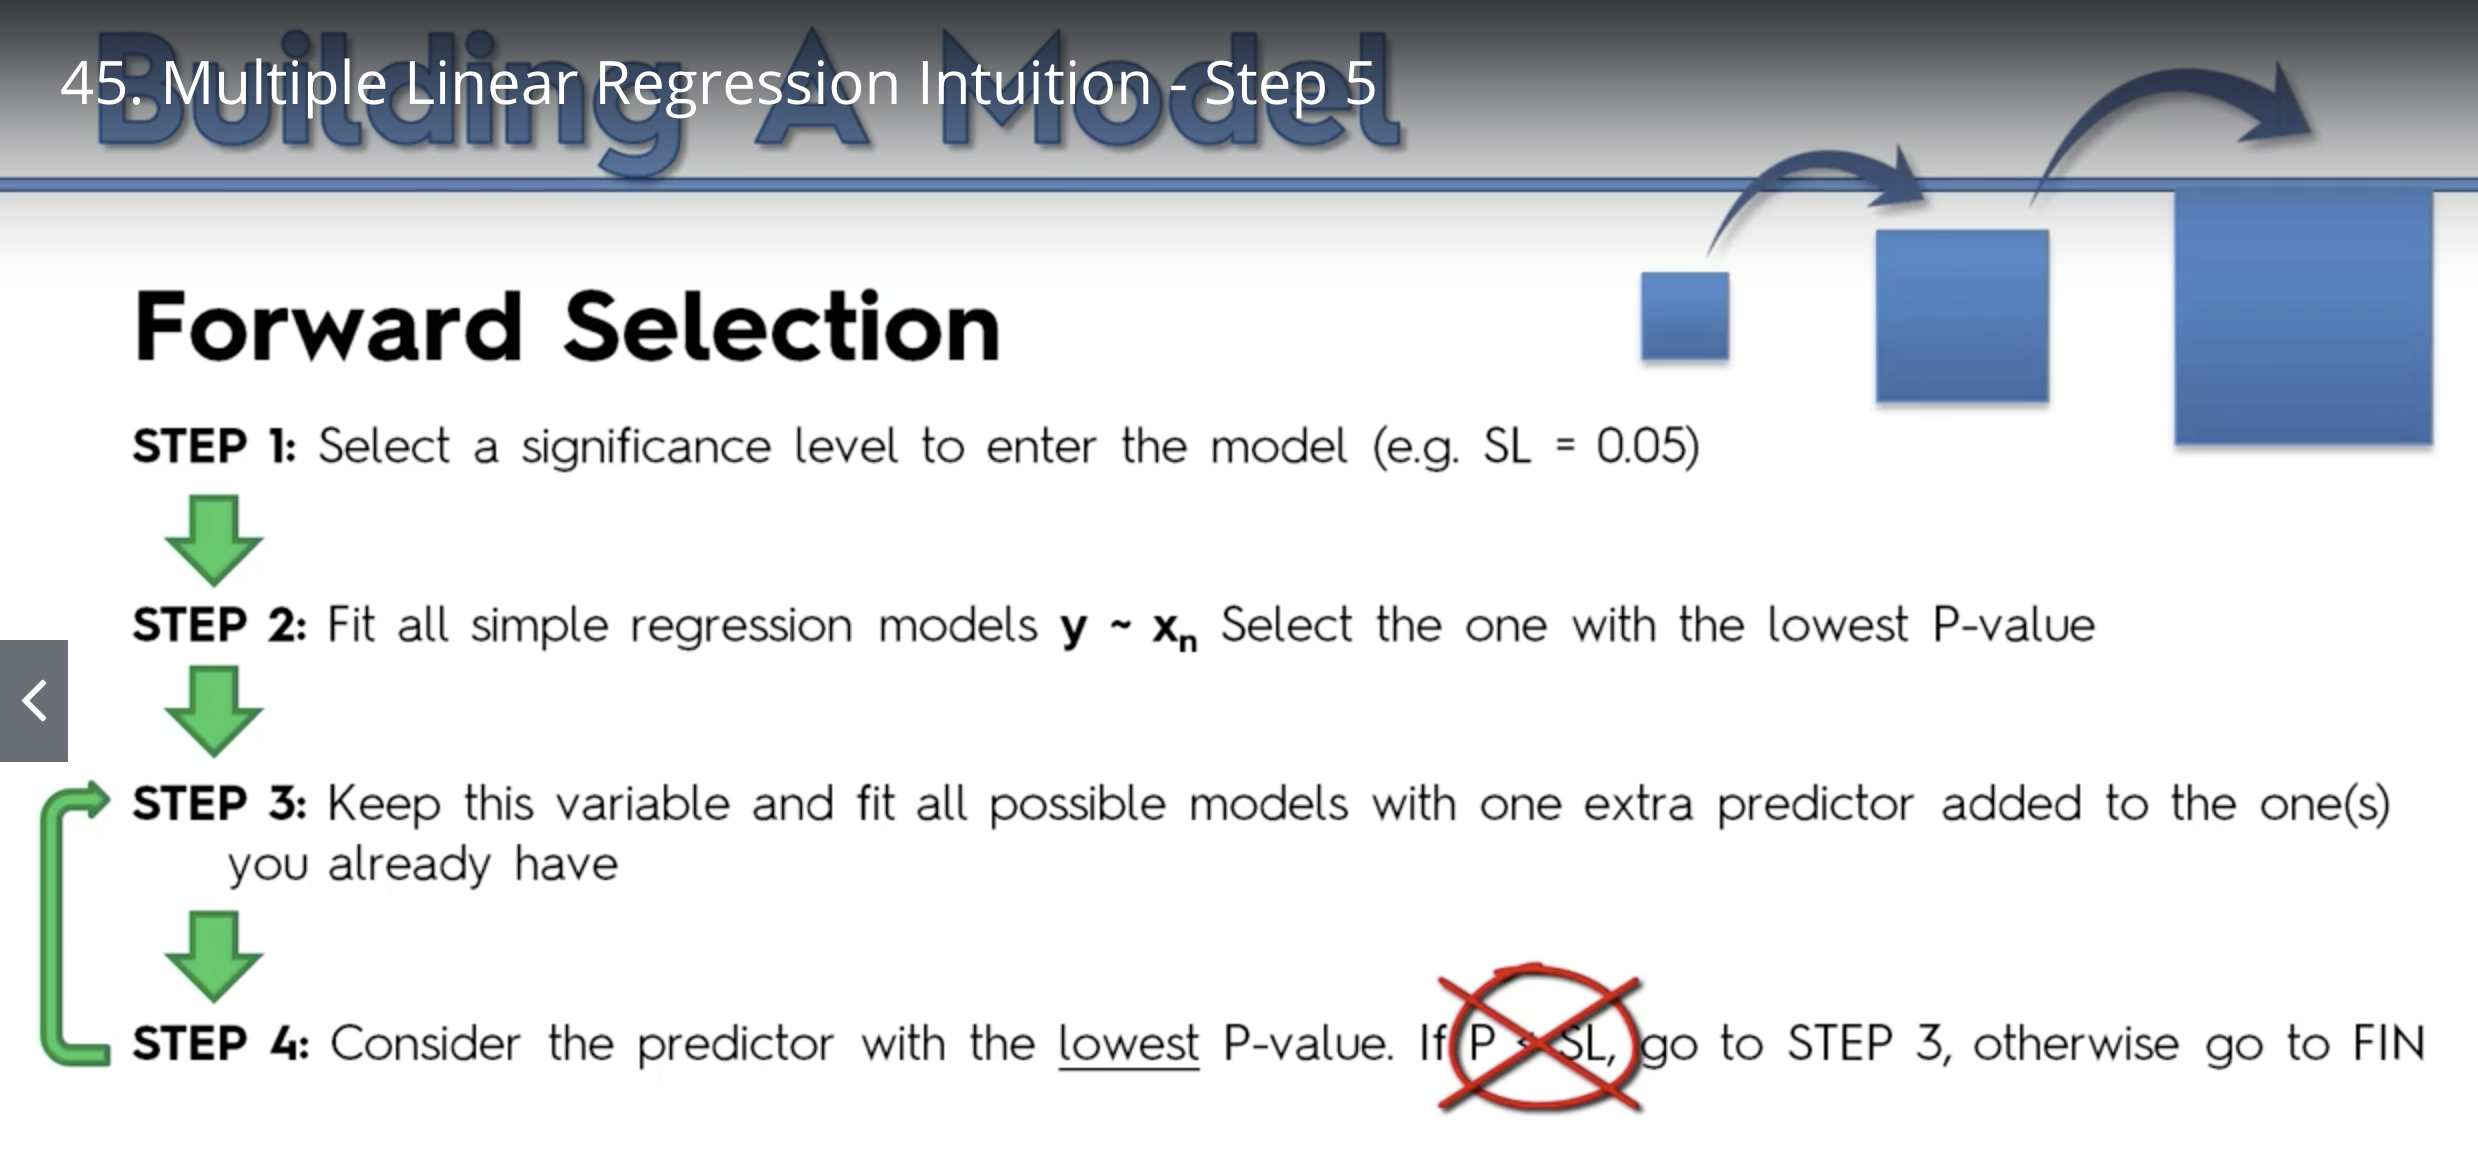 Building A Model
45. Multiple Linear Regression Intuition - Step 5
Forward Selection
STEP 1: Select a significance level to enter the model (e.g. SL = 0.05)
STEP 2: Fit all simple regression models y ~ xₙ Select the one with the lowest P-value
STEP 3: Keep this variable and fit all possible models with one extra predictor added to the one(s)
you already have
STEP 4: Consider the predictor with the lowest P-value. If P < SL, go to STEP 3, otherwise go to FIN